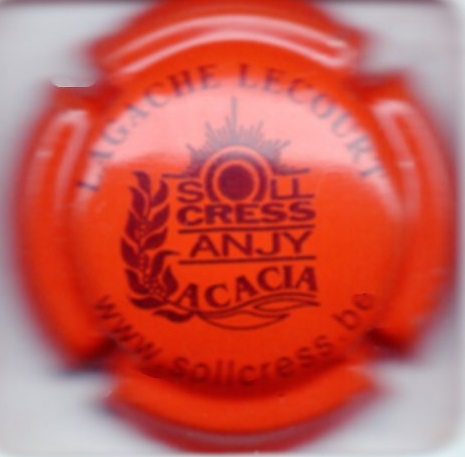 LAGACHE LECOURT
SOLL
CRESS
ANJY
ACACIA
www.sollcress.be